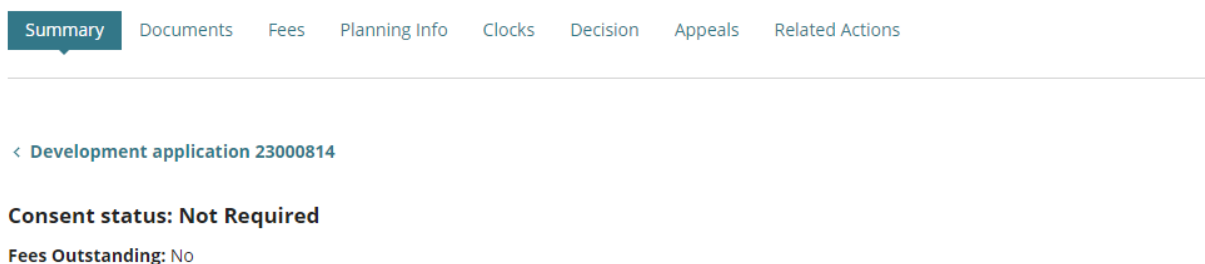 Summary Documents Fees Planning Info Clocks Decision Appeals Related Actions
< Development application 23000814
Consent status: Not Required
Fees Outstanding: No